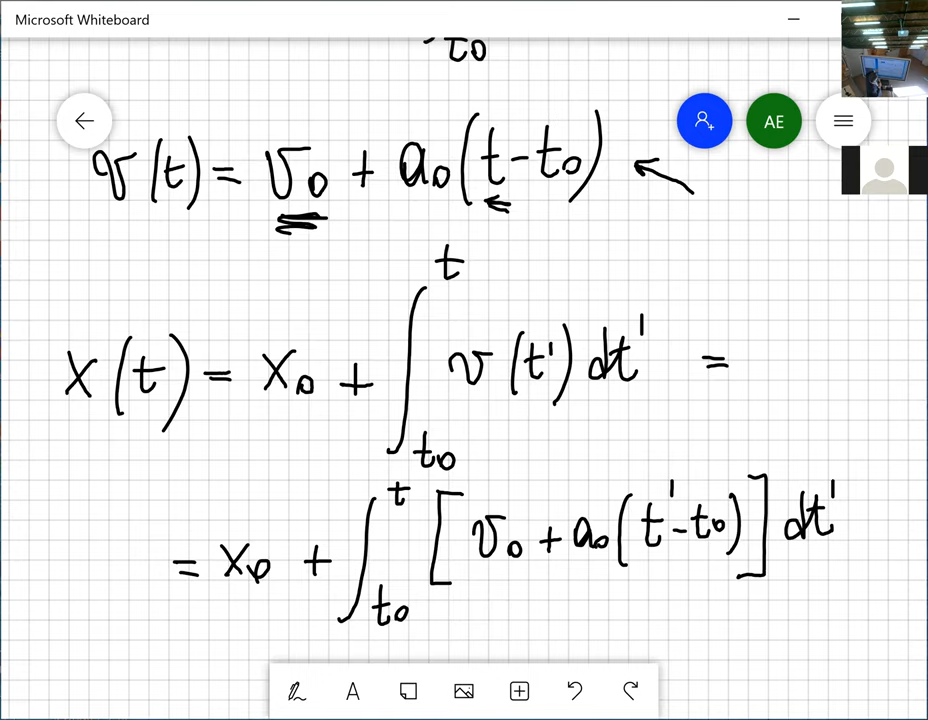 Microsoft Whiteboard
t0
v(t) = v0 + a0(t - t0) ←
AE
x(t) = x0 + ∫_{t0}^{t} v(t') dt' =
= x0 + ∫_{t0}^{t} [v0 + a0(t' - t0)] dt'
A